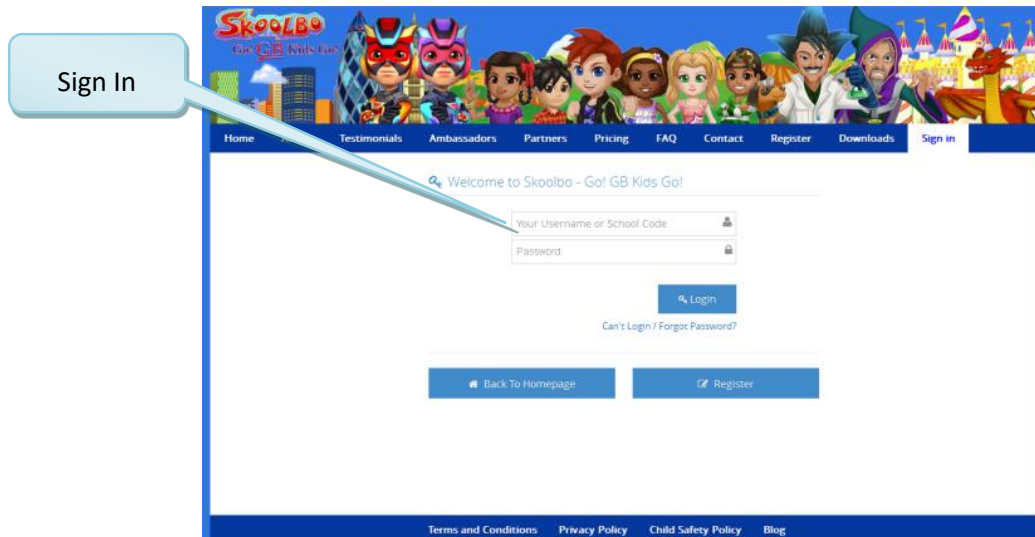 Sign In
SKOOLBO
Go! GB Kids Go!
Home Testimonials Ambassadors Partners Pricing FAQ Contact Register Downloads Sign in
Welcome to Skoolbo - Go! GB Kids Go!
Your Username or School Code
Password
Login
Can't Login / Forgot Password?
Back To Homepage Register
Terms and Conditions Privacy Policy Child Safety Policy Blog